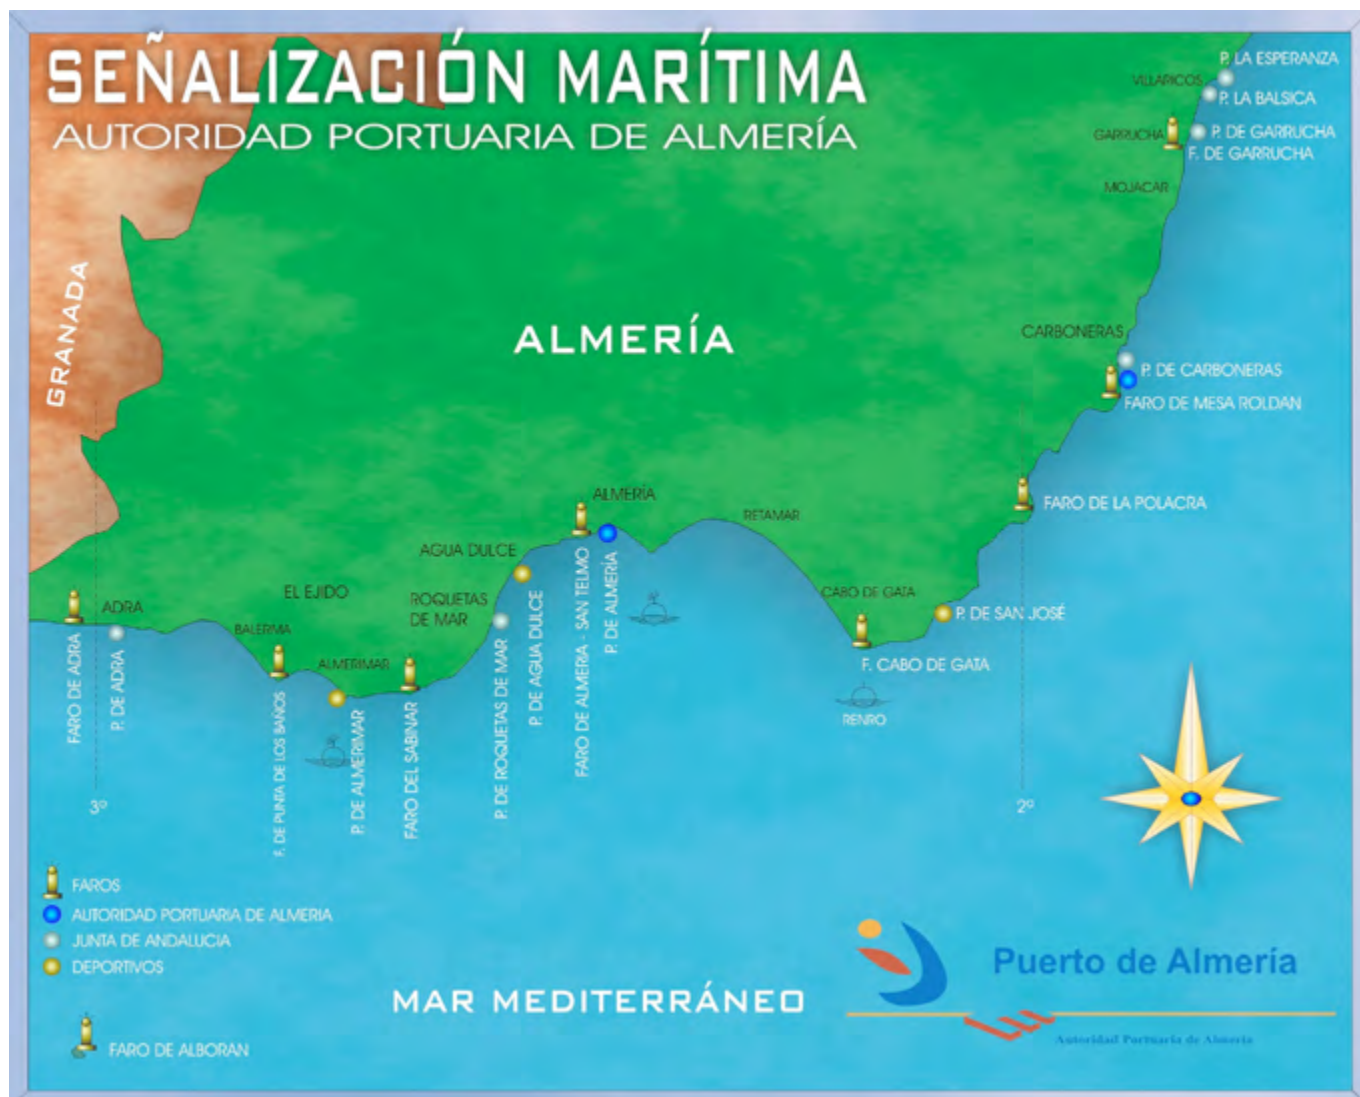 SEÑALIZACIÓN MARÍTIMA
AUTORIDAD PORTUARIA DE ALMERÍA
P. LA ESPERANZA
VILLARICOS
P. LA BALSICA
GARRUCHA
P. DE GARRUCHA
F. DE GARRUCHA
MOJACAR
GRANADA
ALMERÍA
CARBONERAS
P. DE CARBONERAS
FARO DE MESA ROLDAN
ALMERÍA
RETAMAR
FARO DE LA POLACRA
AGUA DULCE
EL EJIDO
ROQUETAS
DE MAR
CABO DE GATA
ADRA
BALERMA
ALMERIMAR
P. DE SAN JOSÉ
F. CABO DE GATA
RENRO
FARO DE ADRA
P. DE ADRA
F. DE PUNTA DE LOS BAÑOS
P. DE ALMERIMAR
FARO DEL SABINAR
P. DE ROQUETAS DE MAR
P. DE AGUA DULCE
FARO DE ALMERIA - SAN TELMO
P. DE ALMERÍA
3º
2º
FAROS
AUTORIDAD PORTUARIA DE ALMERIA
JUNTA DE ANDALUCIA
DEPORTIVOS
FARO DE ALBORAN
MAR MEDITERRÁNEO
Puerto de Almería
Autoridad Portuaria de Almería